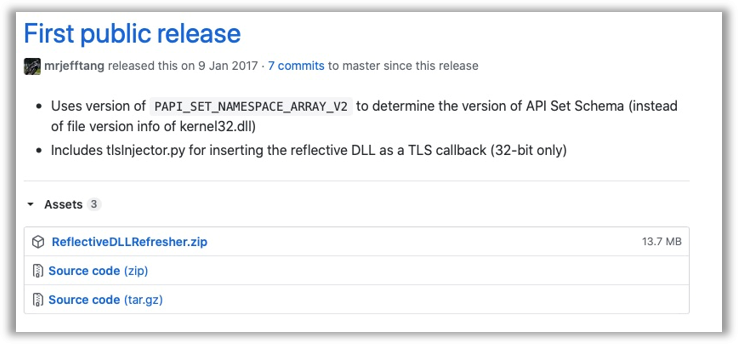 First public release
mrjefftang released this on 9 Jan 2017 · 7 commits to master since this release
• Uses version of PAPI_SET_NAMESPACE_ARRAY_V2 to determine the version of API Set Schema (instead
of file version info of kernel32.dll)
• Includes tlsInjector.py for inserting the reflective DLL as a TLS callback (32-bit only)
Assets 3
ReflectiveDLLRefresher.zip 13.7 MB
Source code (zip)
Source code (tar.gz)